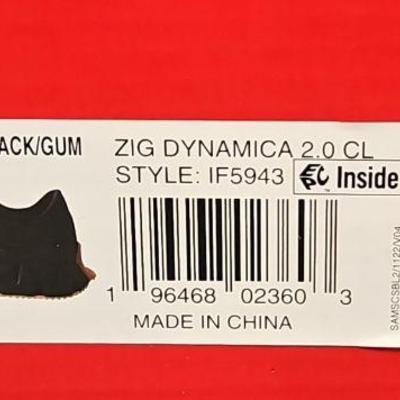 ACK/GUM
ZIG DYNAMICA 2.0 CL
STYLE: IF5943
Inside
1 96468 02360 3
MADE IN CHINA
SAMSCSBL2/1122/V04